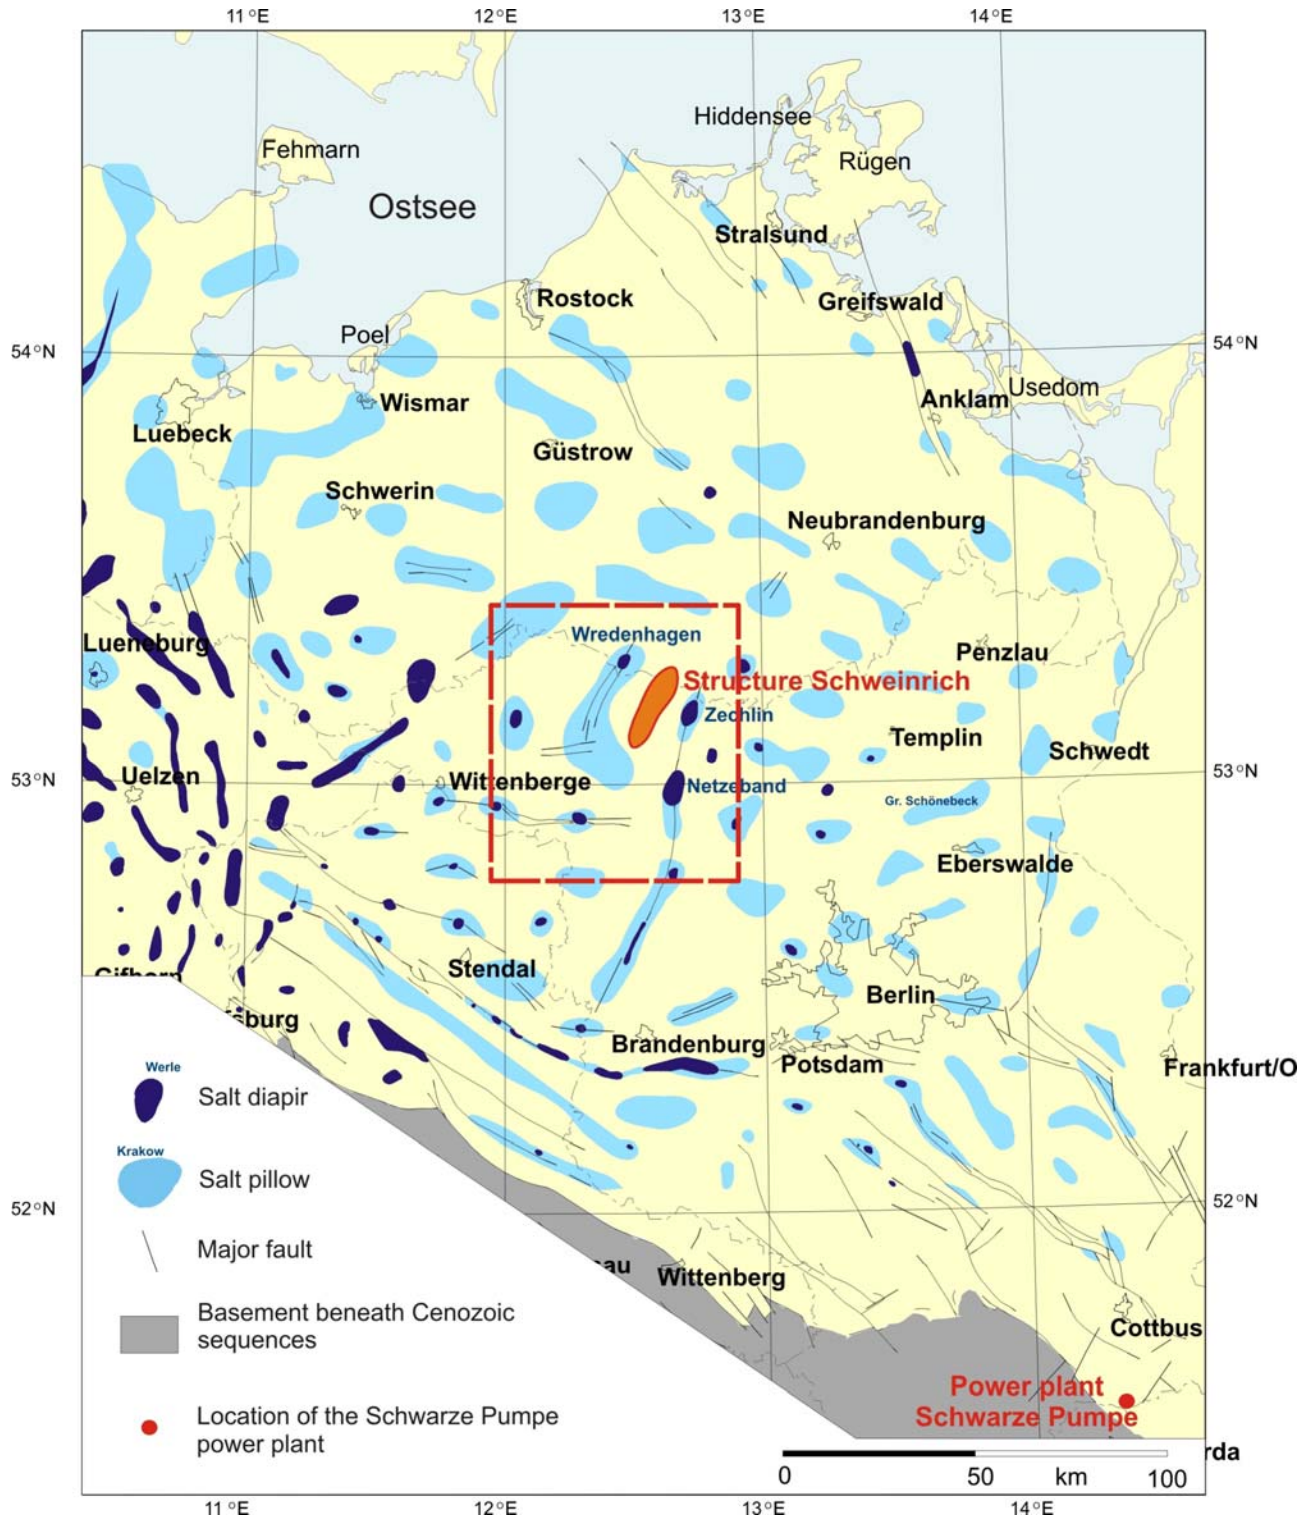 11°E 12°E 13°E 14°E
Hiddensee
Fehmarn
Rügen
Ostsee
Stralsund
Rostock
Greifswald
Poel
54°N
54°N
Usedom
Wismar
Anklam
Luebeck
Güstrow
Schwerin
Neubrandenburg
Wredenhagen
Lueneburg
Penzlau
Structure Schweinrich
Zechlin
Templin
Schwedt
53°N
53°N
Uelzen
Wittenberge
Netzeband
Gr. Schönebeck
Eberswalde
Stendal
Gifhorn
Berlin
sburg
Brandenburg
Potsdam
Frankfurt/O
Werle
Salt diapir
Krakow
Salt pillow
52°N
52°N
Major fault
au
Wittenberg
Basement beneath Cenozoic
sequences
Cottbus
Power plant
Schwarze Pumpe
Location of the Schwarze Pumpe
power plant
rda
0 50 km 100
11°E 12°E 13°E 14°E